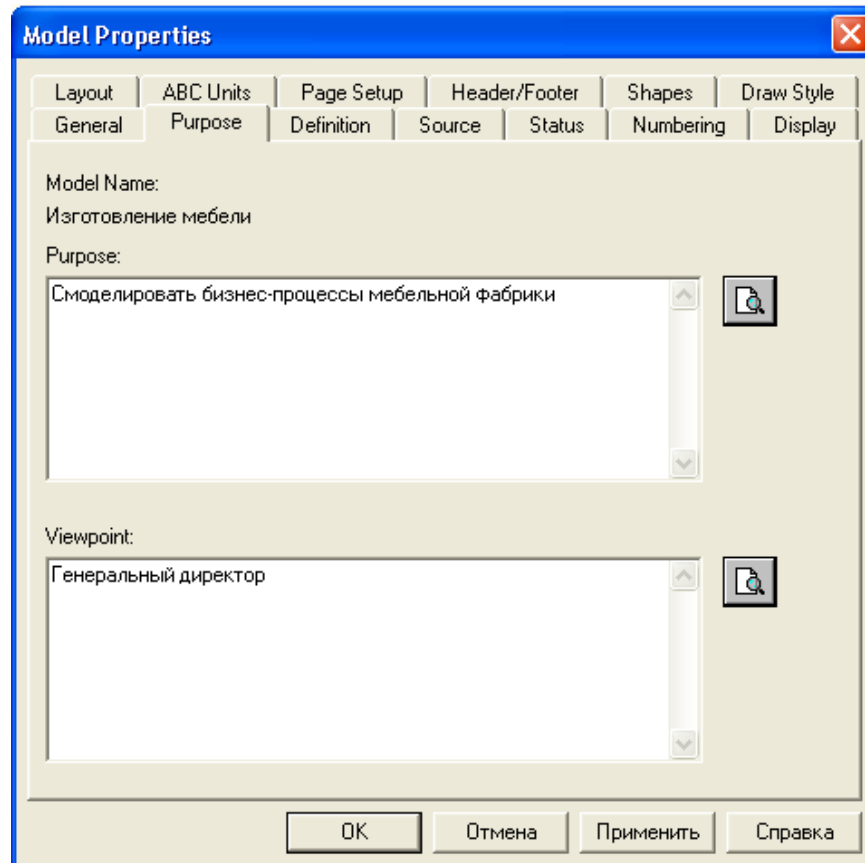 Model Properties
Layout ABC Units Page Setup Header/Footer Shapes Draw Style
General Purpose Definition Source Status Numbering Display
Model Name:
Изготовление мебели
Purpose:
Смоделировать бизнес-процессы мебельной фабрики
Viewpoint:
Генеральный директор
OK Отмена Применить Справка